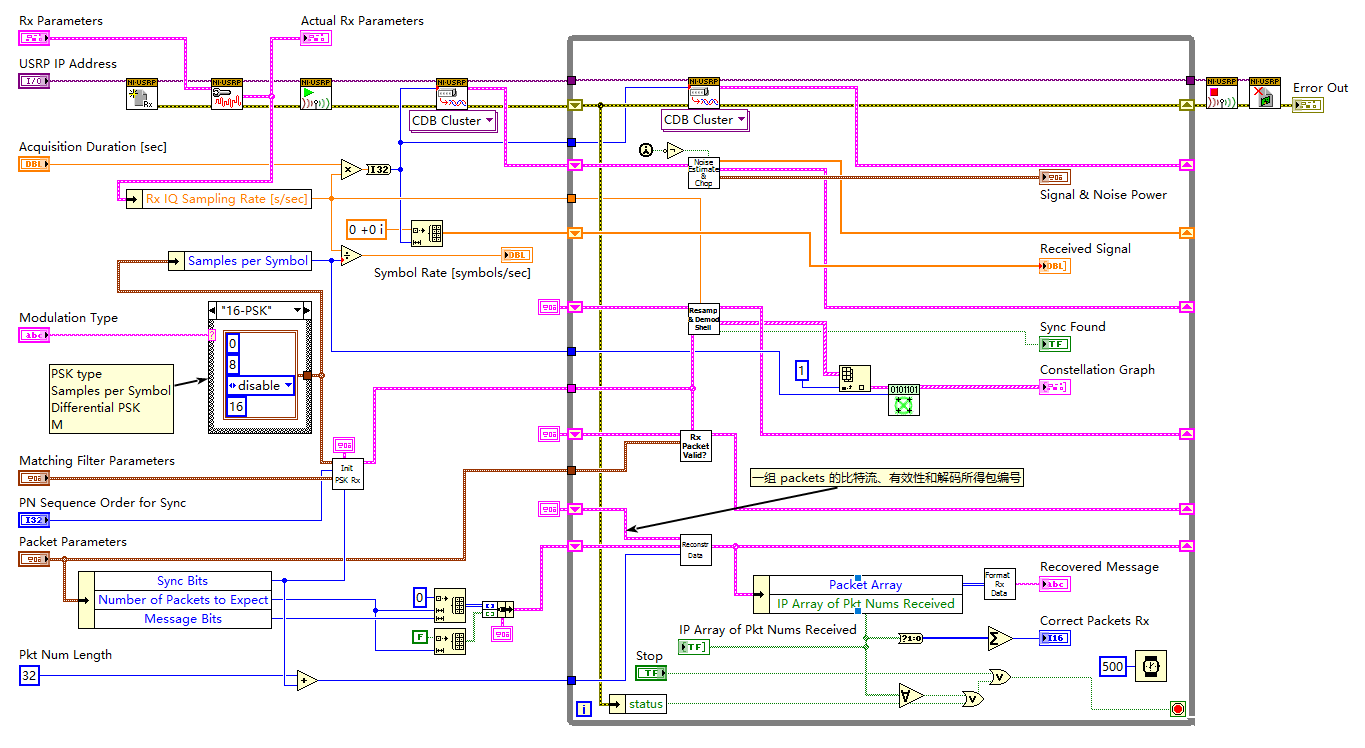 Rx Parameters
Actual Rx Parameters
USRP IP Address
I/O
NI-USRP
Rx
NI-USRP
NI-USRP
NI-USRP
NI-USRP
NI-USRP
NI-USRP
Error Out
CDB Cluster
CDB Cluster
Acquisition Duration [sec]
DBL
I32
Noise
Estimate
&
Chop
Signal & Noise Power
Rx IQ Sampling Rate [s/sec]
0 +0 i
Samples per Symbol
DBL
Symbol Rate [symbols/sec]
Received Signal
DBL
"16-PSK"
Modulation Type
abc
0
8
disable
16
PSK type
Samples per Symbol
Differential PSK
M
Resamp
& Demod
Shell
Sync Found
TF
1
Constellation Graph
0101101
Rx
Packet
Valid?
Matching Filter Parameters
Init
PSK Rx
一组 packets 的比特流、有效性和解码所得包编号
PN Sequence Order for Sync
I32
Packet Parameters
Reconstr
Data
Sync Bits
Number of Packets to Expect
Message Bits
0
F
Packet Array
IP Array of Pkt Nums Received
Format
Rx
Data
Recovered Message
abc
IP Array of Pkt Nums Received
TF
?1:0
Σ
Correct Packets Rx
I16
Pkt Num Length
32
Stop
TF
500
status
i